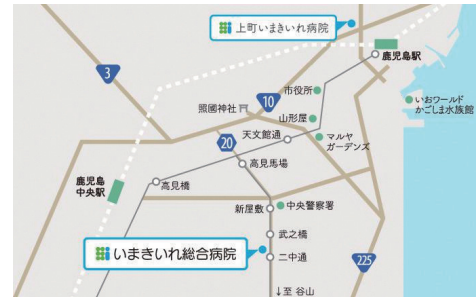 上町いまきいれ病院
鹿児島駅
3
市役所
いおワールド
かごしま水族館
照國神社
10
山形屋
天文館通
マルヤ
ガーデンズ
20
高見馬場
鹿児島
中央駅
高見橋
新屋敷
中央警察署
武之橋
いまきいれ総合病院
二中通
225
↓至 谷山